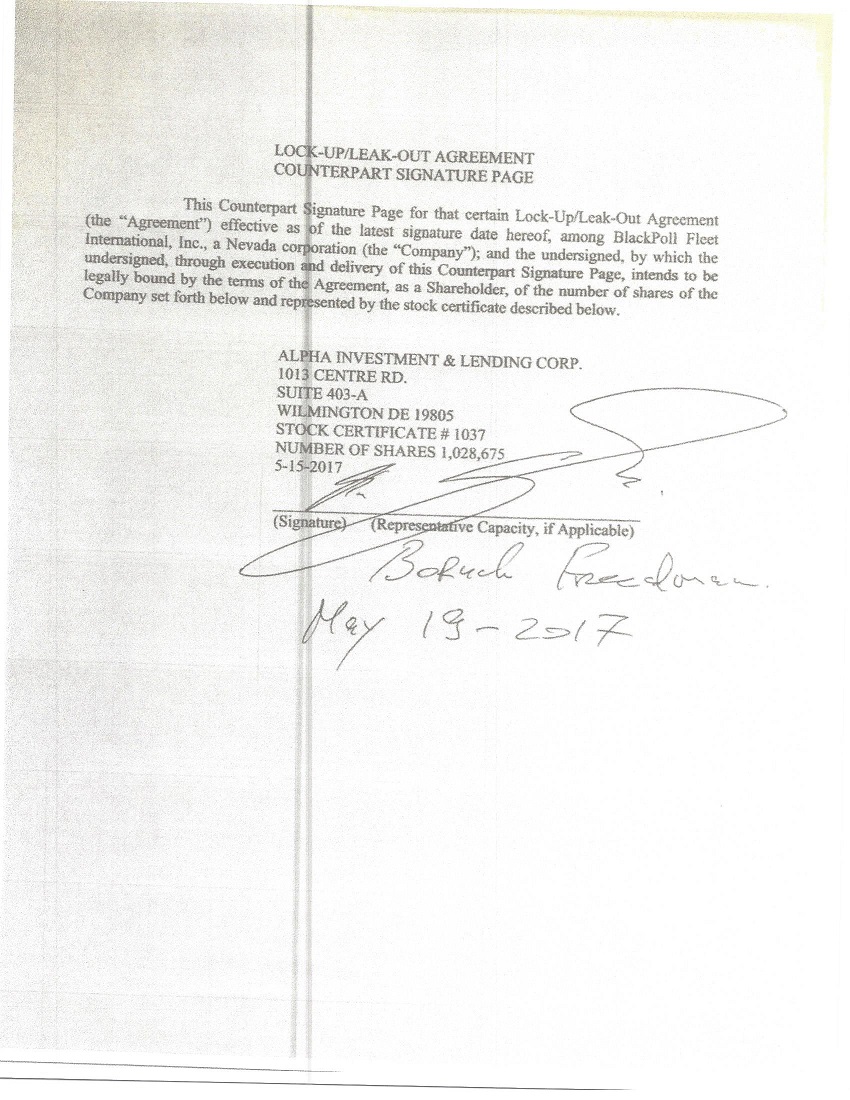 LOCK-UP/LEAK-OUT AGREEMENT
COUNTERPART SIGNATURE PAGE
This Counterpart Signature Page for that certain Lock-Up/Leak-Out Agreement
(the “Agreement”) effective as of the latest signature date hereof, among BlackPoll Fleet
International, Inc., a Nevada corporation (the “Company”); and the undersigned, by which the
undersigned, through execution and delivery of this Counterpart Signature Page, intends to be
legally bound by the terms of the Agreement, as a Shareholder, of the number of shares of the
Company set forth below and represented by the stock certificate described below.
ALPHA INVESTMENT & LENDING CORP.
1013 CENTRE RD.
SUITE 403-A
WILMINGTON DE 19805
STOCK CERTIFICATE # 1037
NUMBER OF SHARES 1,028,675
5-15-2017
(Signature) (Representative Capacity, if Applicable)
Boruch Freedman.
May 19-2017